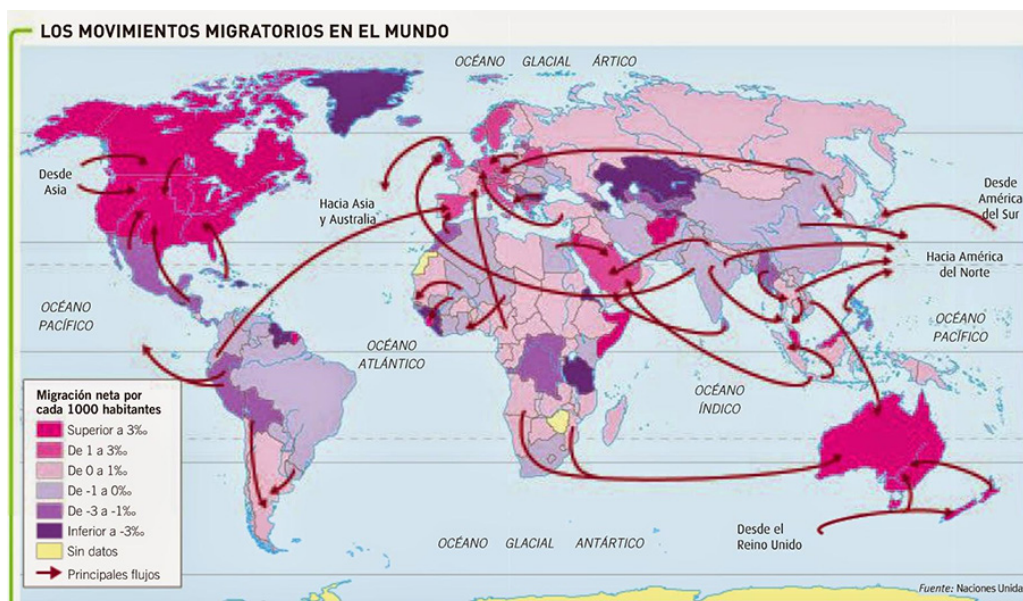 LOS MOVIMIENTOS MIGRATORIOS EN EL MUNDO
OCÉANO GLACIAL ÁRTICO
Desde
Asia
Hacia Asia
y Australia
Desde
América
del Sur
Hacia América
del Norte
OCÉANO
PACÍFICO
OCÉANO
ATLÁNTICO
OCÉANO
ÍNDICO
OCÉANO
PACÍFICO
Migración neta por
cada 1000 habitantes
Superior a 3‰
De 1 a 3‰
De 0 a 1‰
De -1 a 0‰
De -3 a -1‰
Inferior a -3‰
Sin datos
Principales flujos
Desde el
Reino Unido
OCÉANO GLACIAL ANTÁRTICO
Fuente: Naciones Unida